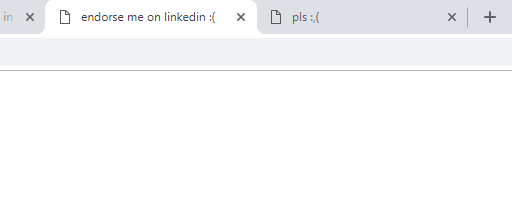 in
endorse me on linkedin :(
pls :,(